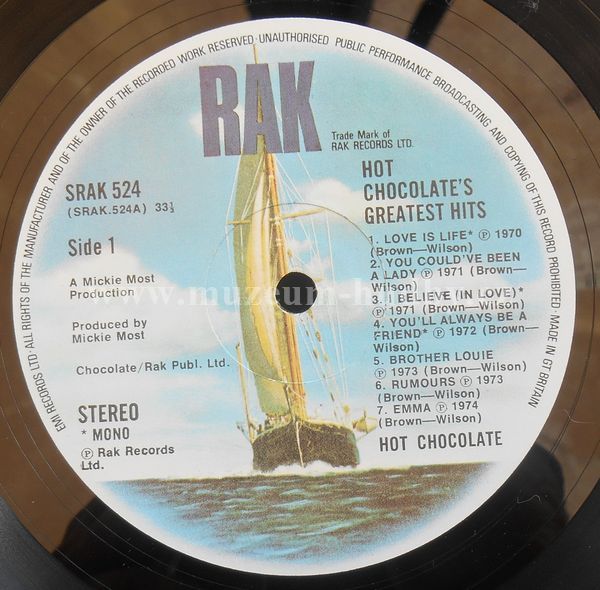 EMI RECORDS LTD· ALL RIGHTS OF THE MANUFACTURER AND OF THE OWNER OF THE RECORDED WORK RESERVED·UNAUTHORISED PUBLIC PERFORMANCE BROADCASTING AND COPYING OF THIS RECORD PROHIBITED·MADE IN GT BRITAIN
RAK
Trade Mark of
RAK RECORDS LTD.
SRAK 524
(SRAK.524A) 33⅓
Side 1
A Mickie Most
Production
Produced by
Mickie Most
Chocolate/Rak Publ. Ltd.
STEREO
* MONO
Ⓟ Rak Records
Ltd.
HOT
CHOCOLATE'S
GREATEST HITS
1. LOVE IS LIFE* Ⓟ 1970
(Brown—Wilson)
2. YOU COULD'VE BEEN
A LADY Ⓟ 1971 (Brown—
Wilson)
3. I BELIEVE (IN LOVE)*
Ⓟ 1971 (Brown—Wilson)
4. YOU'LL ALWAYS BE A
FRIEND* Ⓟ 1972 (Brown—
Wilson)
5. BROTHER LOUIE
Ⓟ 1973 (Brown—Wilson)
6. RUMOURS Ⓟ 1973
(Brown—Wilson)
7. EMMA Ⓟ 1974
(Brown—Wilson)
HOT CHOCOLATE